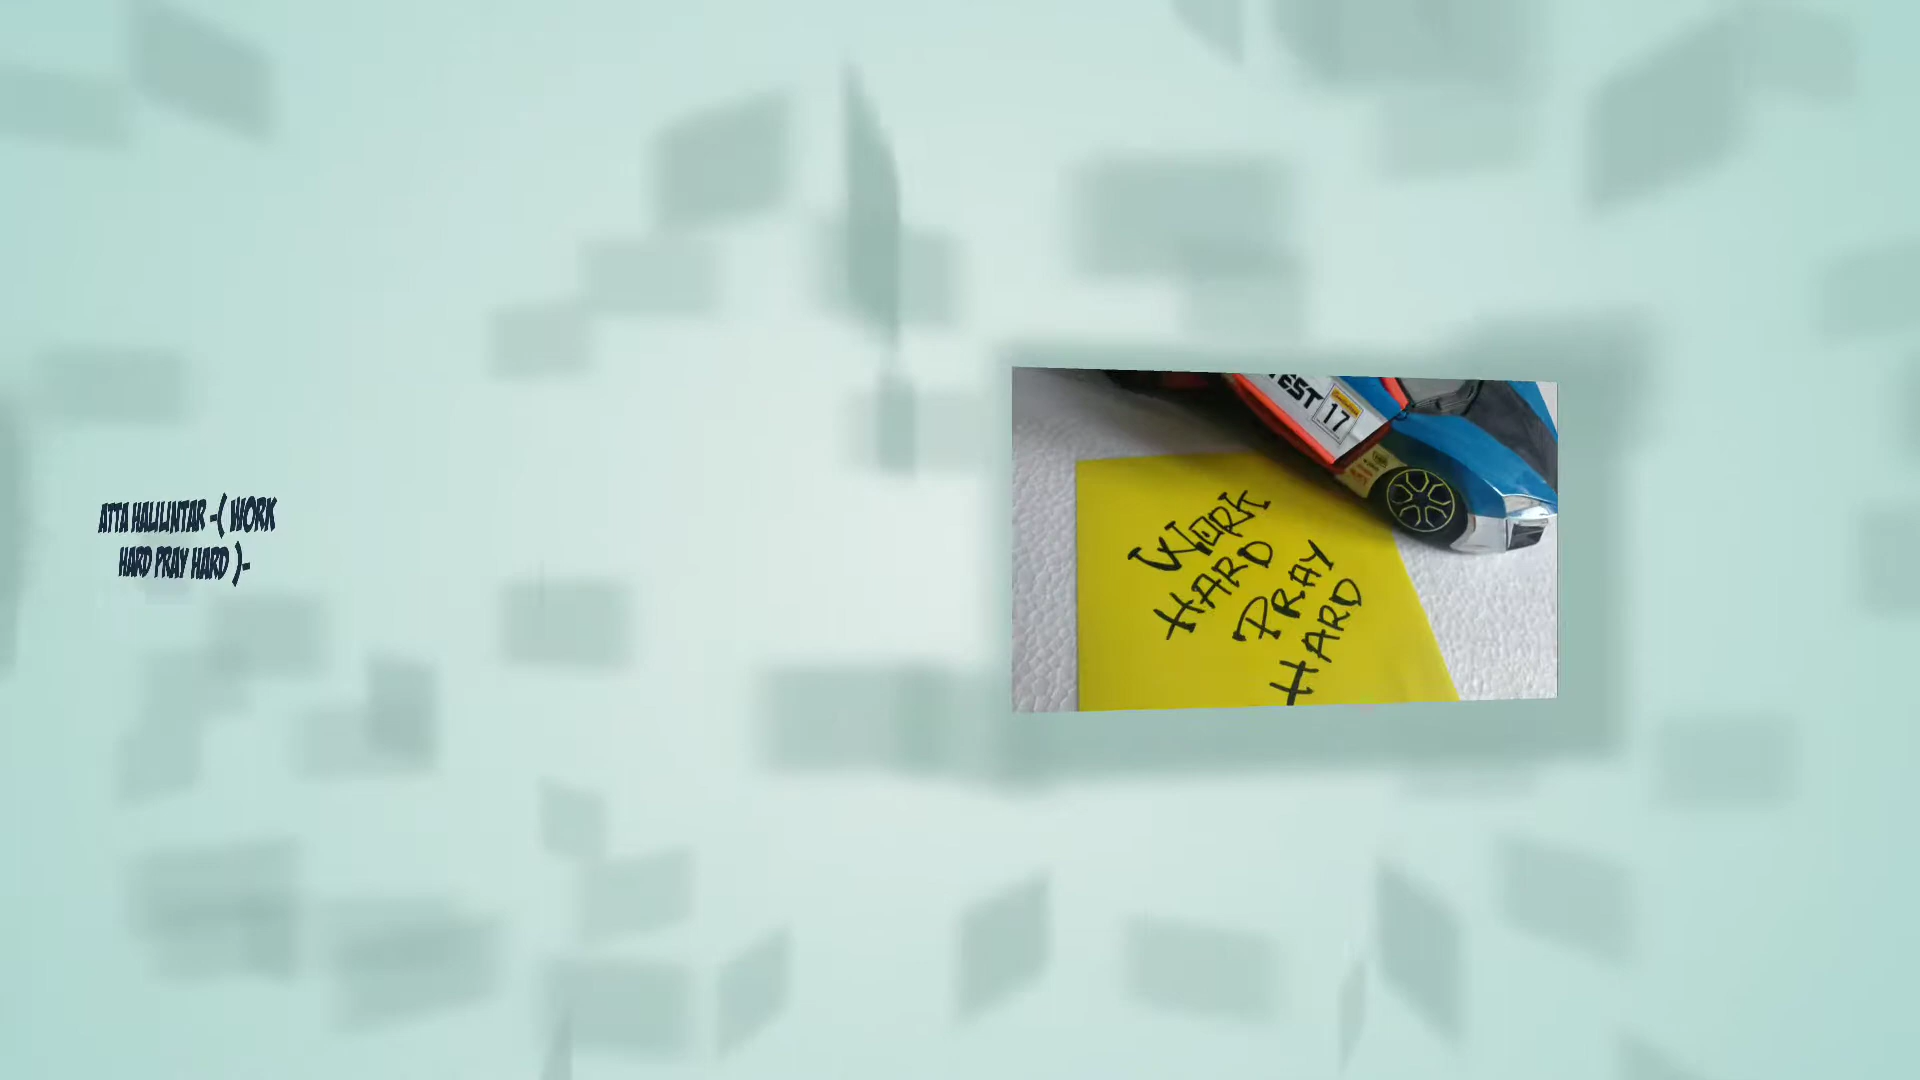 ATTA HALILINTAR -( WORK
HARD PRAY HARD )-
17
WORK
HARD
PRAY
HARD